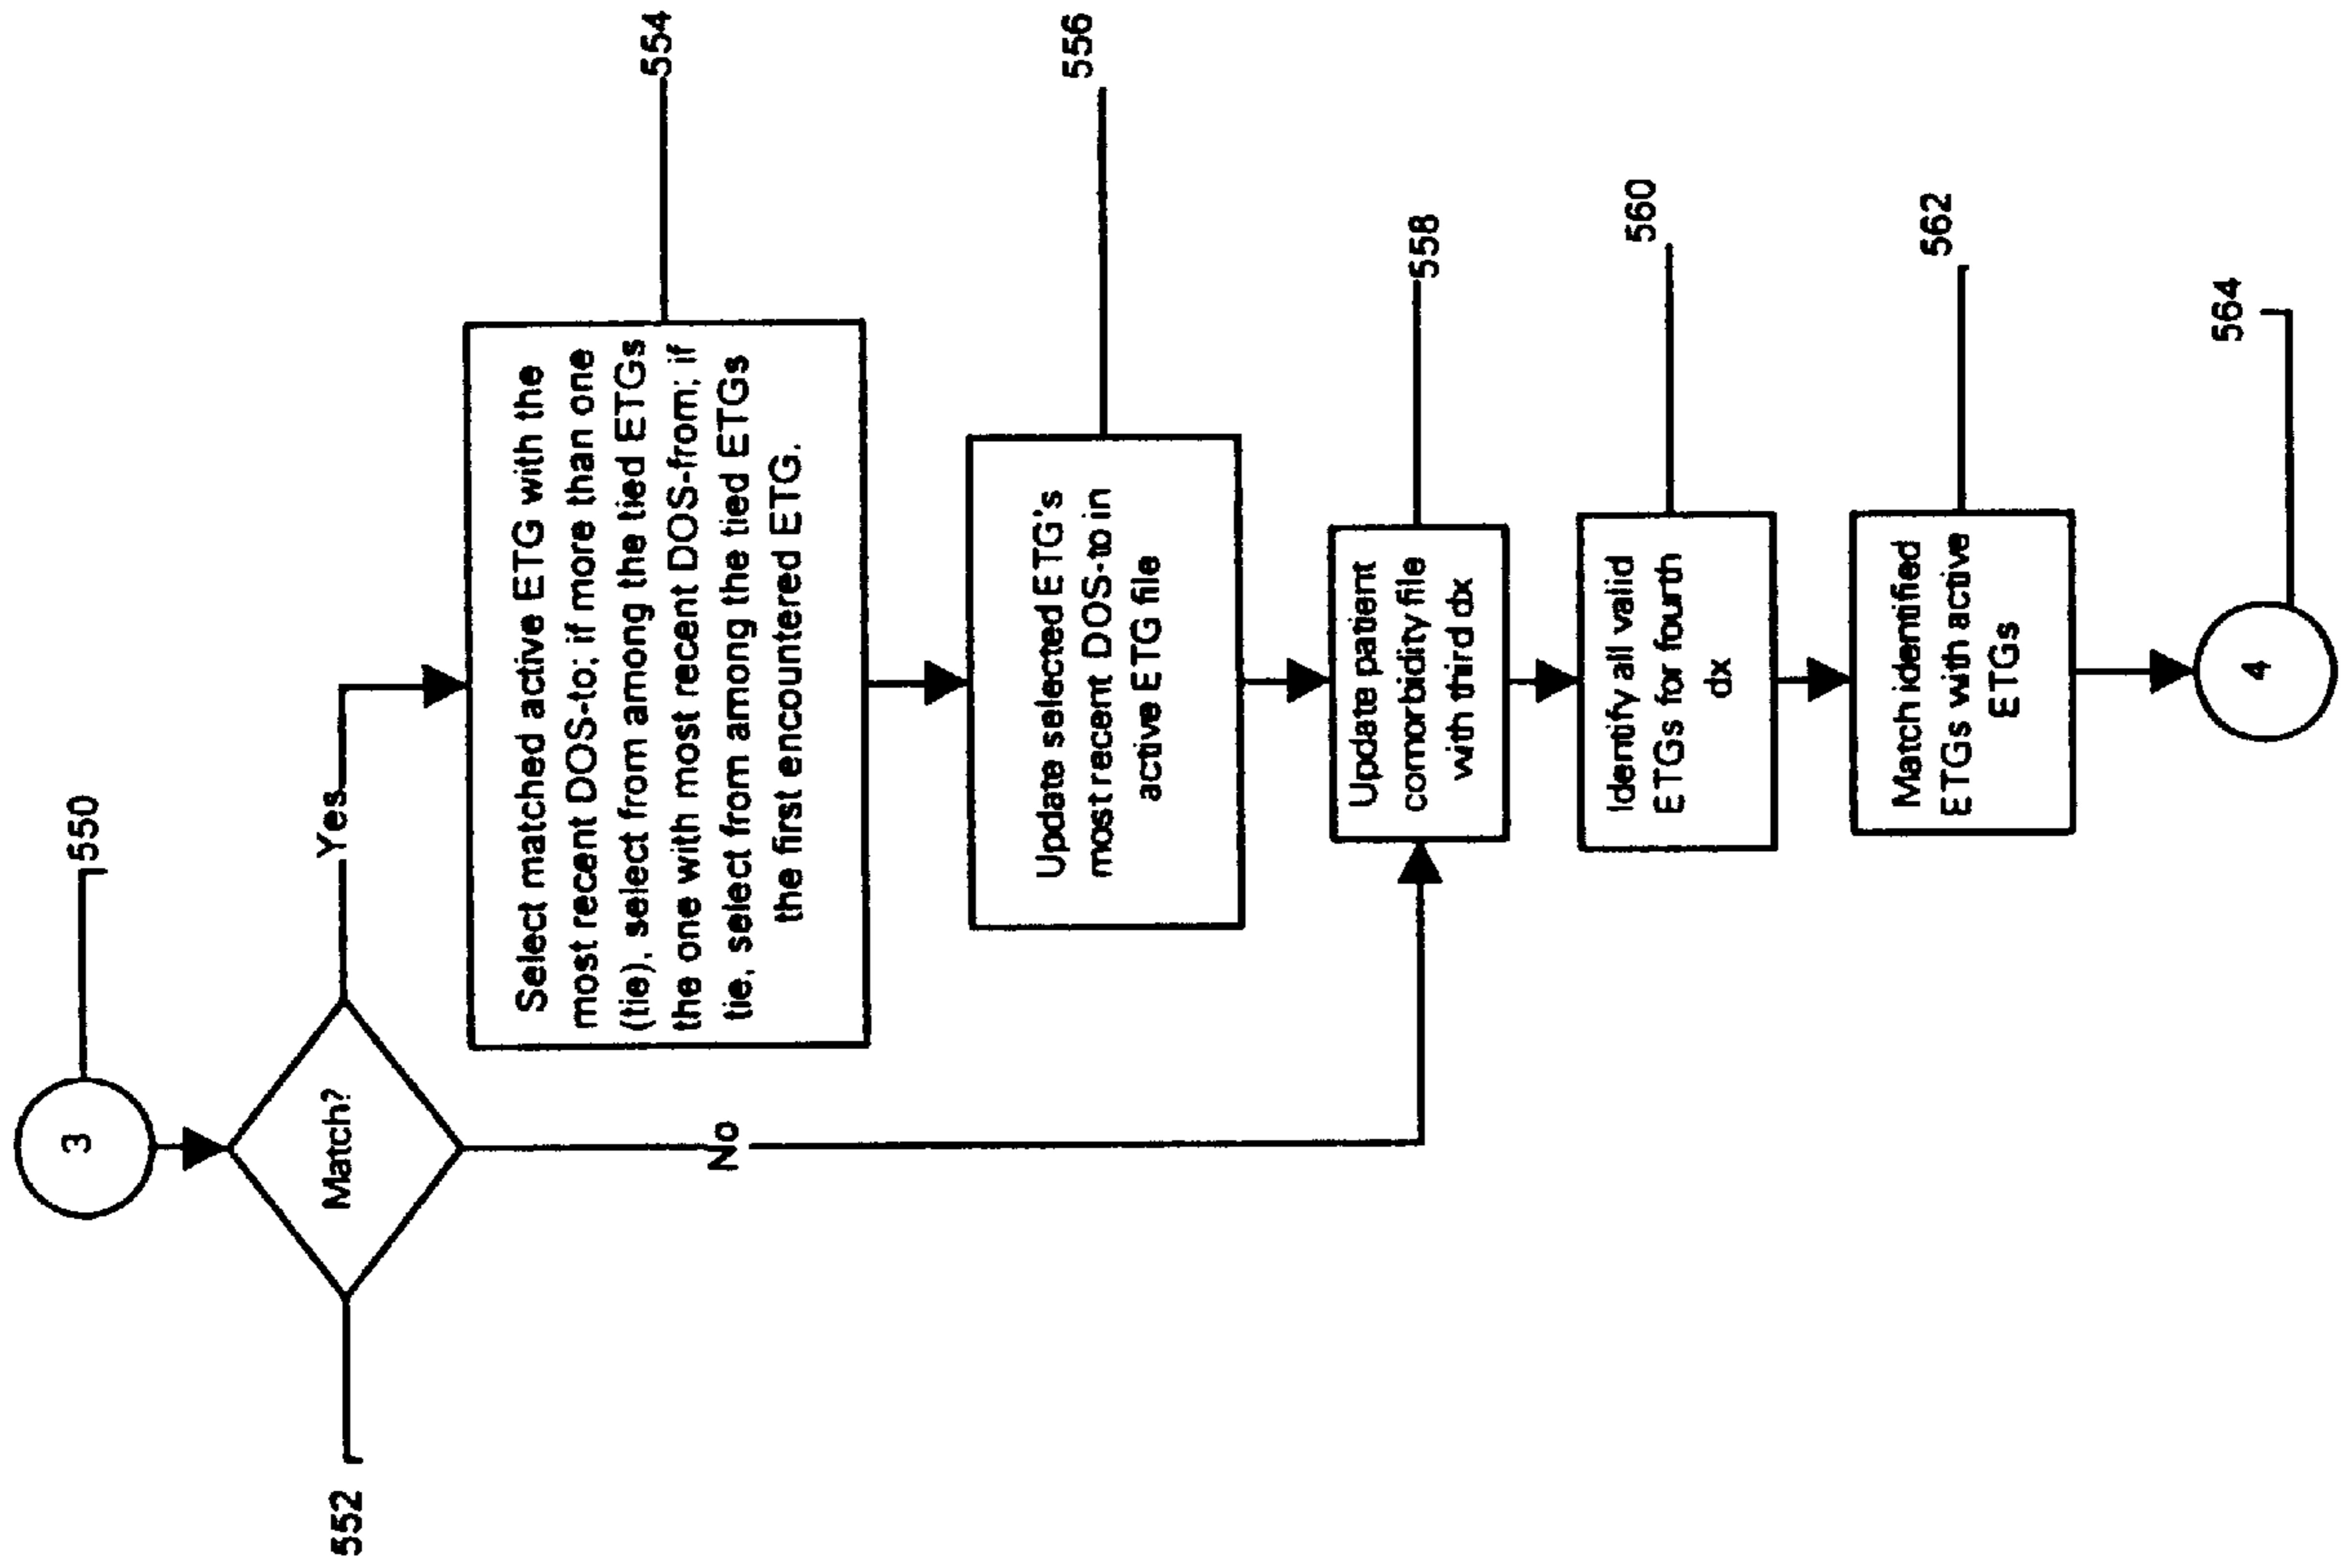 3
550
Match?
552
Yes
No
Select matched active ETG with the
most recent DOS-to; if more than one
(tie), select from among the tied ETGs
the one with most recent DOS-from; if
tie, select from among the tied ETGs
the first encountered ETG.
554
Update selected ETG's
most recent DOS-to in
active ETG file
556
Update patient
comorbidity file
with third dx
558
Identify all valid
ETGs for fourth
dx
560
Match identified
ETGs with active
ETGs
562
4
564